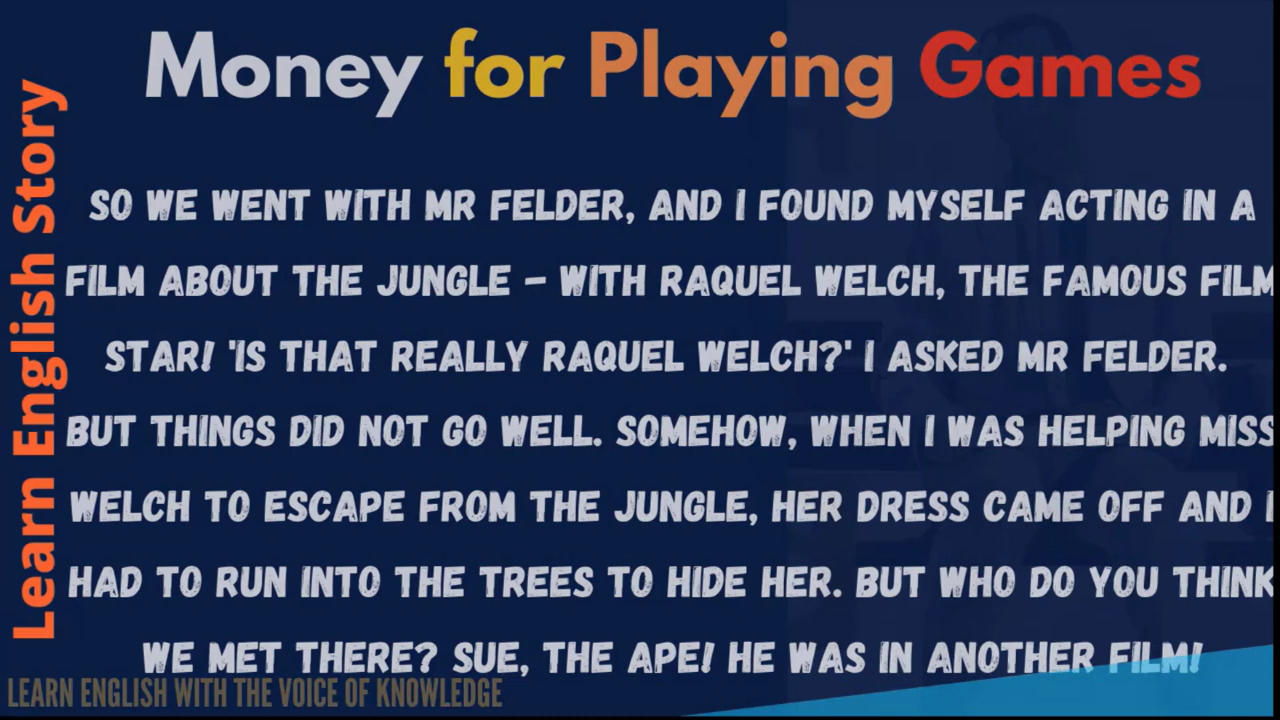 Money for Playing Games
Learn English Story
SO WE WENT WITH MR FELDER, AND I FOUND MYSELF ACTING IN A
FILM ABOUT THE JUNGLE – WITH RAQUEL WELCH, THE FAMOUS FILM
STAR! 'IS THAT REALLY RAQUEL WELCH?' I ASKED MR FELDER.
BUT THINGS DID NOT GO WELL. SOMEHOW, WHEN I WAS HELPING MISS
WELCH TO ESCAPE FROM THE JUNGLE, HER DRESS CAME OFF AND I
HAD TO RUN INTO THE TREES TO HIDE HER. BUT WHO DO YOU THINK
WE MET THERE? SUE, THE APE! HE WAS IN ANOTHER FILM!
LEARN ENGLISH WITH THE VOICE OF KNOWLEDGE